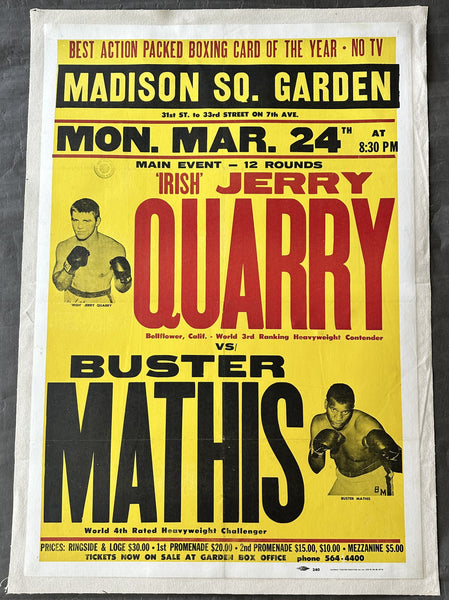 BEST ACTION PACKED BOXING CARD OF THE YEAR • NO TV
MADISON SQ. GARDEN
31st ST. to 33rd STREET ON 7th AVE.
MON. MAR. 24TH AT 8:30 PM
MAIN EVENT — 12 ROUNDS
'IRISH' JERRY
QUARRY
'IRISH' JERRY QUARRY
Bellflower, Calif. - World 3rd Ranking Heavyweight Contender
VS
BUSTER
MATHIS
BM
BUSTER MATHIS
World 4th Rated Heavyweight Challenger
PRICES: RINGSIDE & LOGE $30.00 • 1st PROMENADE $20.00 • 2nd PROMENADE $15.00, $10.00 • MEZZANINE $5.00
TICKETS NOW ON SALE AT GARDEN BOX OFFICE phone 564-4400
240